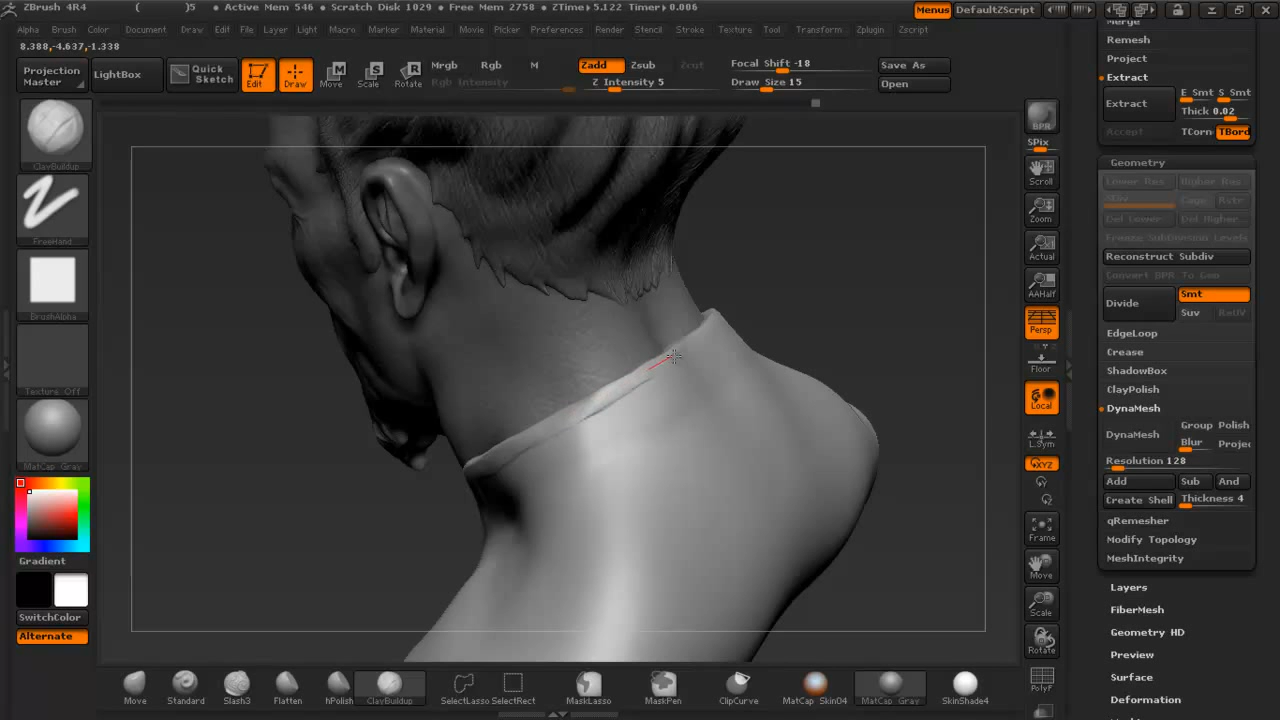 ZBrush 4R4 ( )5 • Active Mem 546 • Scratch Disk 1029 • Free Mem 2758 • ZTime▸5.122 Timer▸0.006 Menus DefaultZScript
Alpha Brush Color Document Draw Edit File Layer Light Macro Marker Material Movie Picker Preferences Render Stencil Stroke Texture Tool Transform Zplugin Zscript
8.388,-4.637,-1.338
Projection Master
LightBox
Quick Sketch
Edit
Draw
Move
Scale
Rotate
Mrgb Rgb M
Rgb Intensity
Zadd Zsub Zcut
Z Intensity 5
Focal Shift -18
Draw Size 15
Save As
Open
ClayBuildup
FreeHand
BrushAlpha
Texture Off
MatCap Gray
Gradient
SwitchColor
Alternate
BPR
SPix
Scroll
Zoom
Actual
AAHalf
Persp
Floor
Local
L.Sym
XYZ
Frame
Move
Scale
Rotate
PolyF
Merge
Remesh
Project
Extract
Extract
E Smt S Smt
Thick 0.02
Accept TCorn TBord
Geometry
Lower Res Higher Res
SDiv Cage Rstr
Del Lower Del Higher
Freeze SubDivision Levels
Reconstruct Subdiv
Convert BPR To Geo
Divide
Smt
Suv ReUV
EdgeLoop
Crease
ShadowBox
ClayPolish
DynaMesh
DynaMesh
Group Polish
Blur Projec
Resolution 128
Add Sub And
Create Shell Thickness 4
qRemesher
Modify Topology
MeshIntegrity
Layers
FiberMesh
Geometry HD
Preview
Surface
Deformation
Move Standard Slash3 Flatten hPolish ClayBuildup SelectLasso SelectRect MaskLasso MaskPen ClipCurve MatCap SkinO4 MatCap Gray SkinShade4